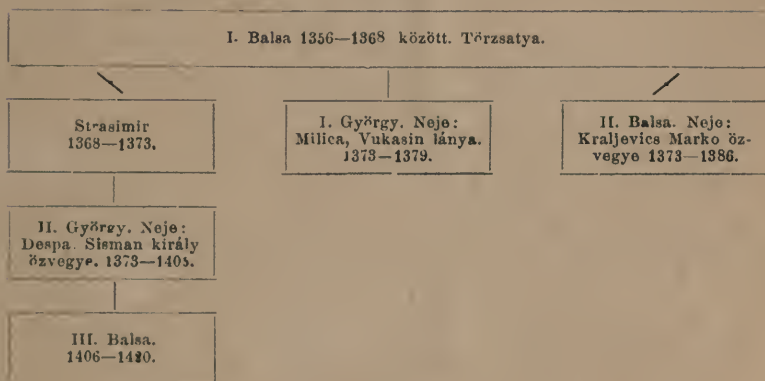 I. Balsa 1356—1368 között. Törzsatya.
Strasimir
1368—1373.
I. György. Neje:
Milica, Vukasin lánya.
1373—1379.
II. Balsa. Neje:
Kraljevics Marko öz-
vegye 1373—1386.
II. György. Neje:
Despa. Sisman király
özvegye. 1373—1405.
III. Balsa.
1406—1420.